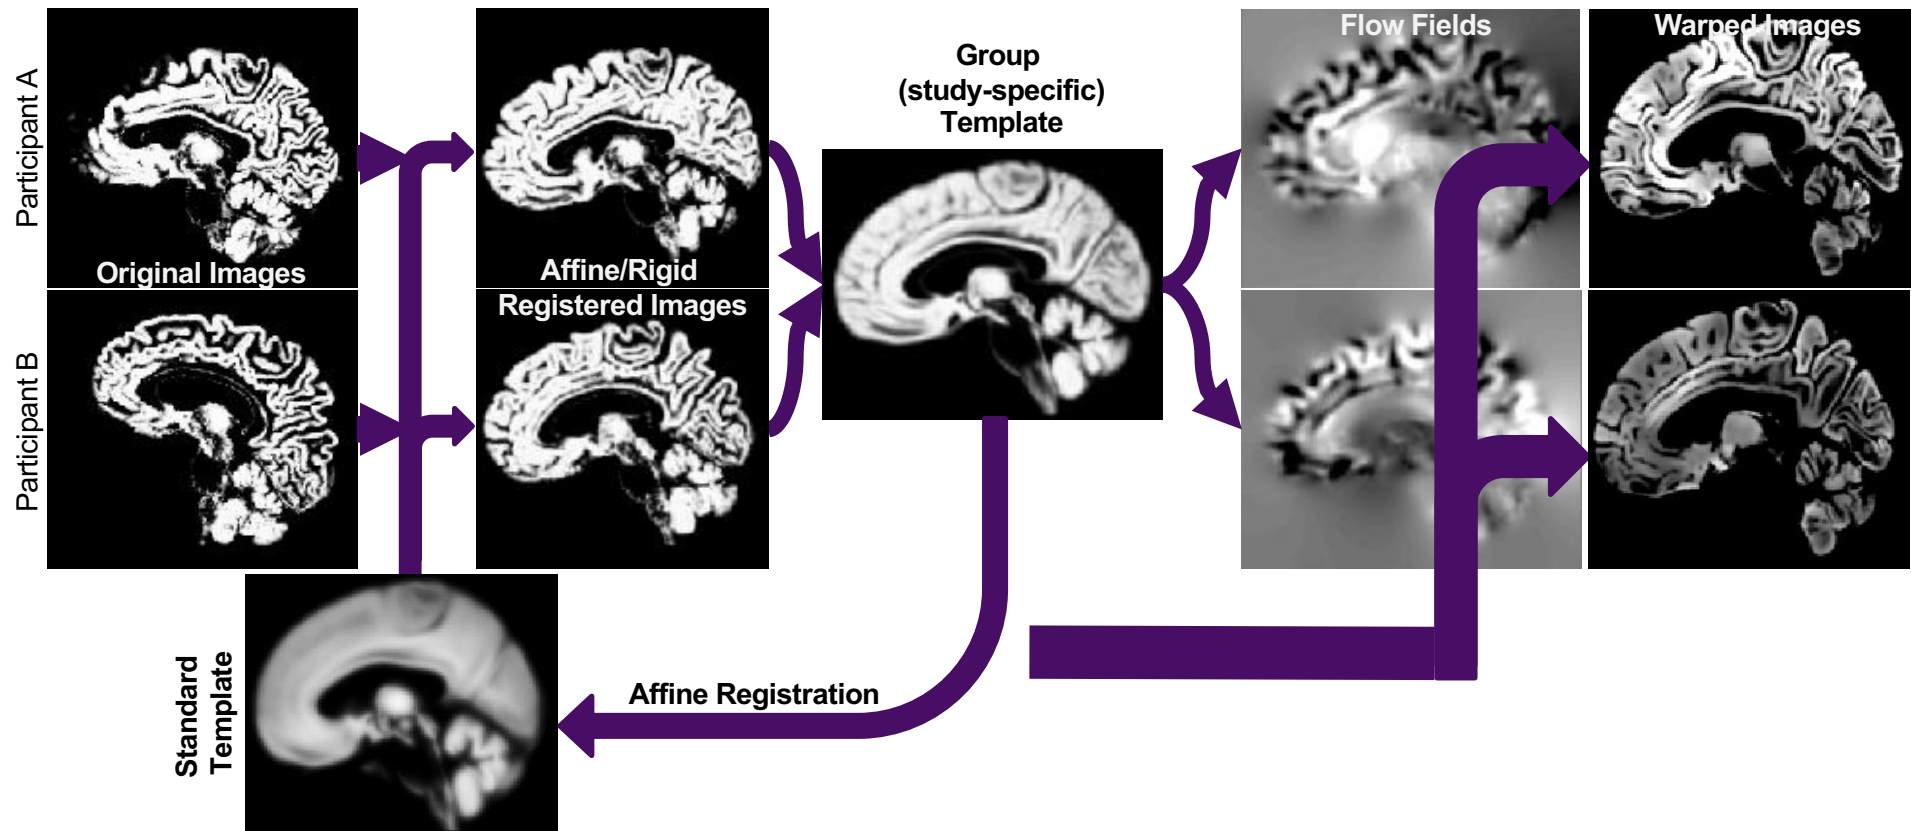 Participant A
Participant B
Original Images
Affine/Rigid
Registered Images
Group
(study-specific)
Template
Flow Fields
Warped Images
Standard
Template
Affine Registration